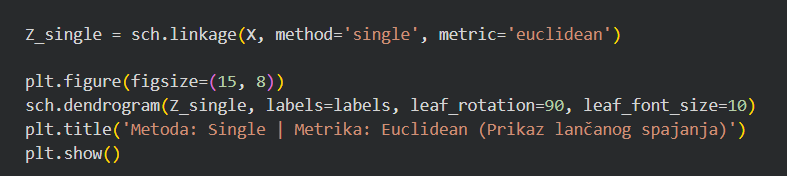 Z_single = sch.linkage(X, method='single', metric='euclidean')
plt.figure(figsize=(15, 8))
sch.dendrogram(Z_single, labels=labels, leaf_rotation=90, leaf_font_size=10)
plt.title('Metoda: Single | Metrika: Euclidean (Prikaz lančanog spajanja)')
plt.show()